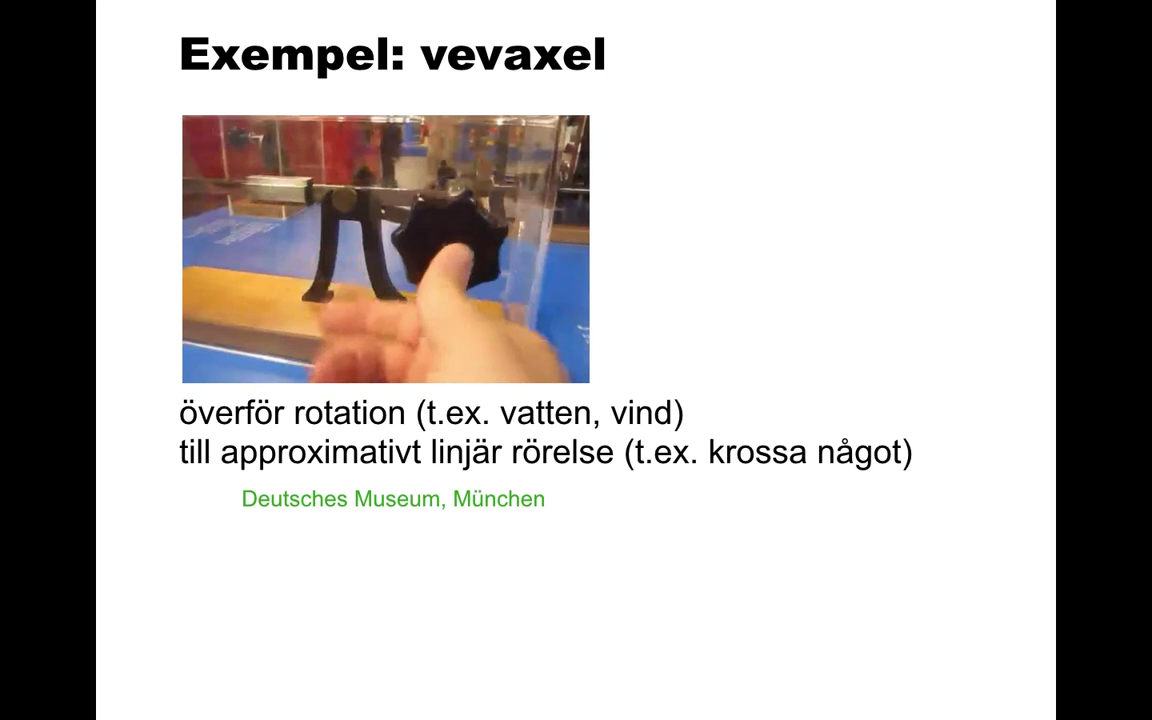 Exempel: vevaxel
överför rotation (t.ex. vatten, vind)
till approximativt linjär rörelse (t.ex. krossa något)
Deutsches Museum, München